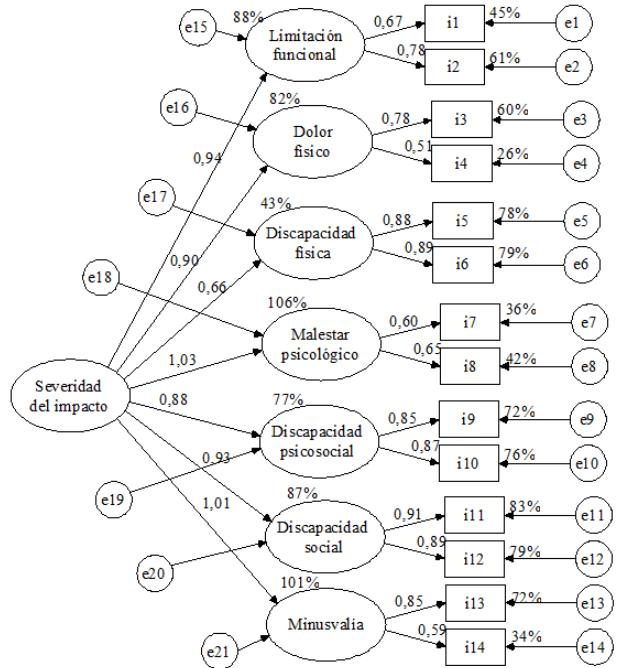 e15
88%
Limitación
funcional
0,67
i1
45%
e1
0,78
i2
61%
e2
e16
82%
Dolor
físico
0,78
i3
60%
e3
0,51
i4
26%
e4
0,94
e17
43%
Discapacidad
física
0,88
i5
78%
e5
0,89
i6
79%
e6
0,90
0,66
e18
106%
Malestar
psicológico
0,60
i7
36%
e7
0,65
i8
42%
e8
1,03
Severidad
del impacto
0,88
77%
Discapacidad
psicosocial
0,85
i9
72%
e9
0,87
i10
76%
e10
0,93
e19
1,01
87%
Discapacidad
social
0,91
i11
83%
e11
0,89
i12
79%
e12
e20
101%
Minusvalia
0,85
i13
72%
e13
0,59
i14
34%
e14
e21